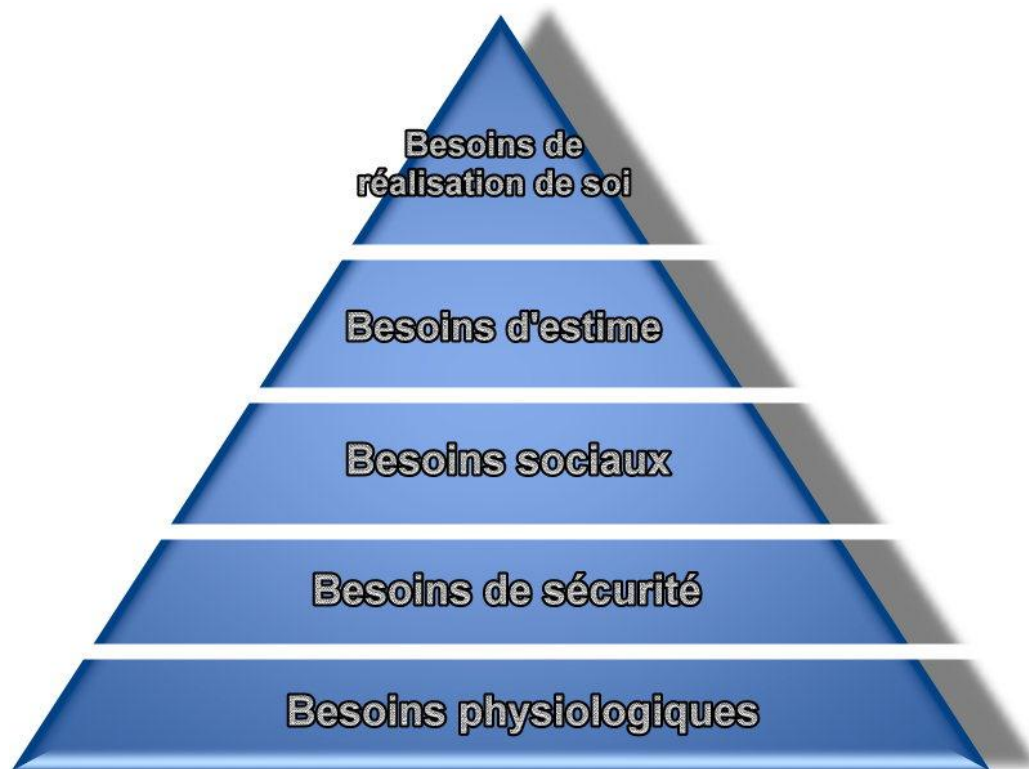 Besoins de
réalisation de soi
Besoins d'estime
Besoins sociaux
Besoins de sécurité
Besoins physiologiques